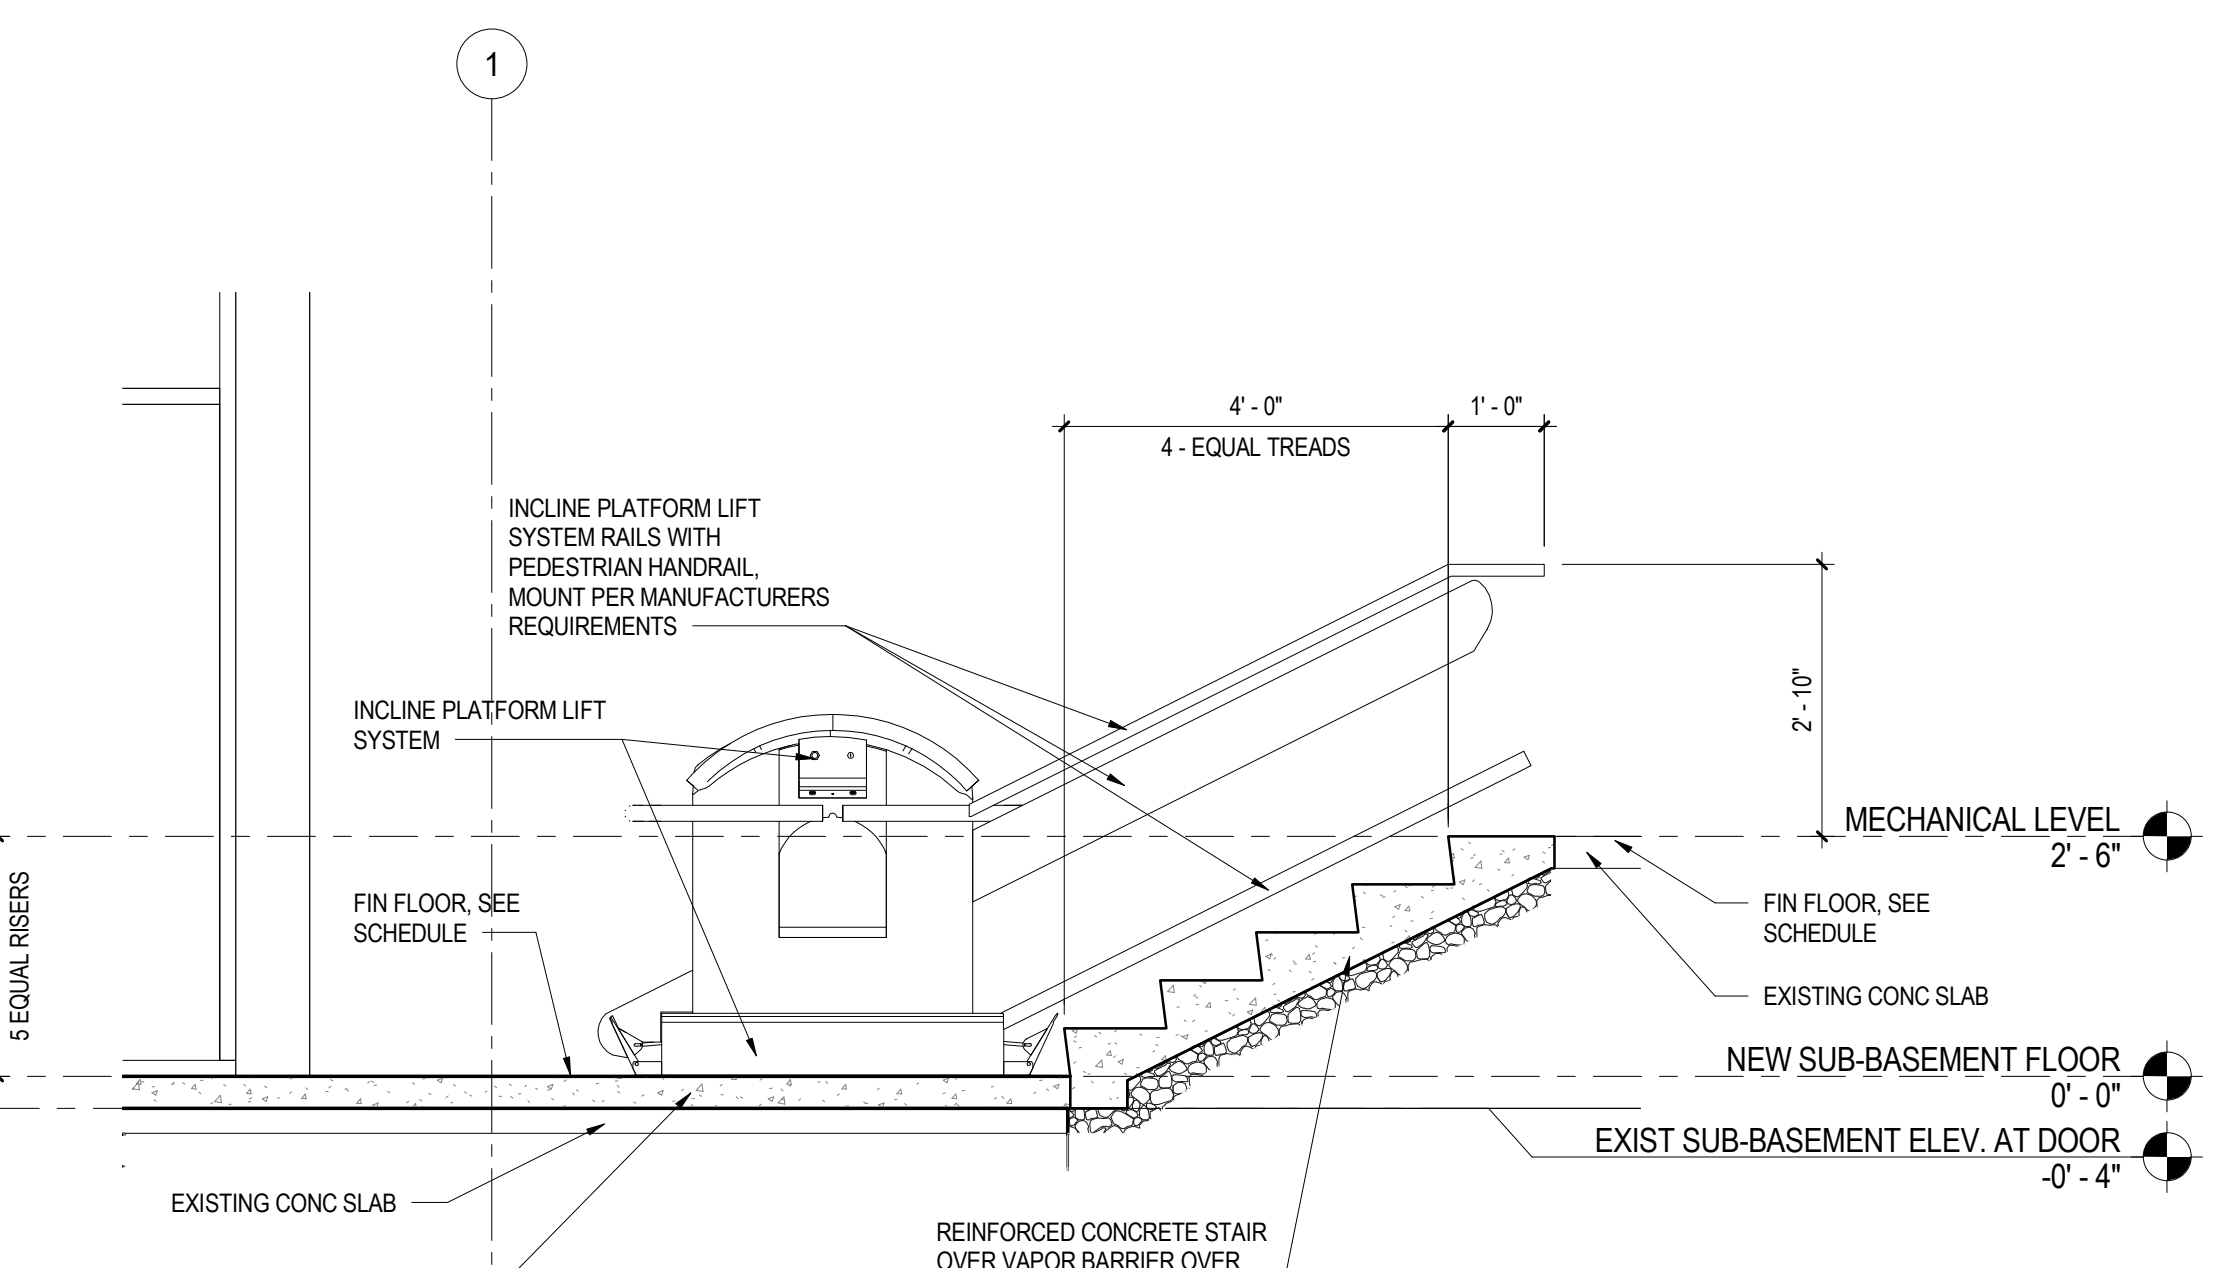 1
4' - 0"
1' - 0"
4 - EQUAL TREADS
INCLINE PLATFORM LIFT
SYSTEM RAILS WITH
PEDESTRIAN HANDRAIL,
MOUNT PER MANUFACTURERS
REQUIREMENTS
INCLINE PLATFORM LIFT
SYSTEM
2' - 10"
MECHANICAL LEVEL
2' - 6"
5 EQUAL RISERS
FIN FLOOR, SEE
SCHEDULE
FIN FLOOR, SEE
SCHEDULE
EXISTING CONC SLAB
NEW SUB-BASEMENT FLOOR
0' - 0"
EXIST SUB-BASEMENT ELEV. AT DOOR
-0' - 4"
EXISTING CONC SLAB
REINFORCED CONCRETE STAIR
OVER VAPOR BARRIER OVER